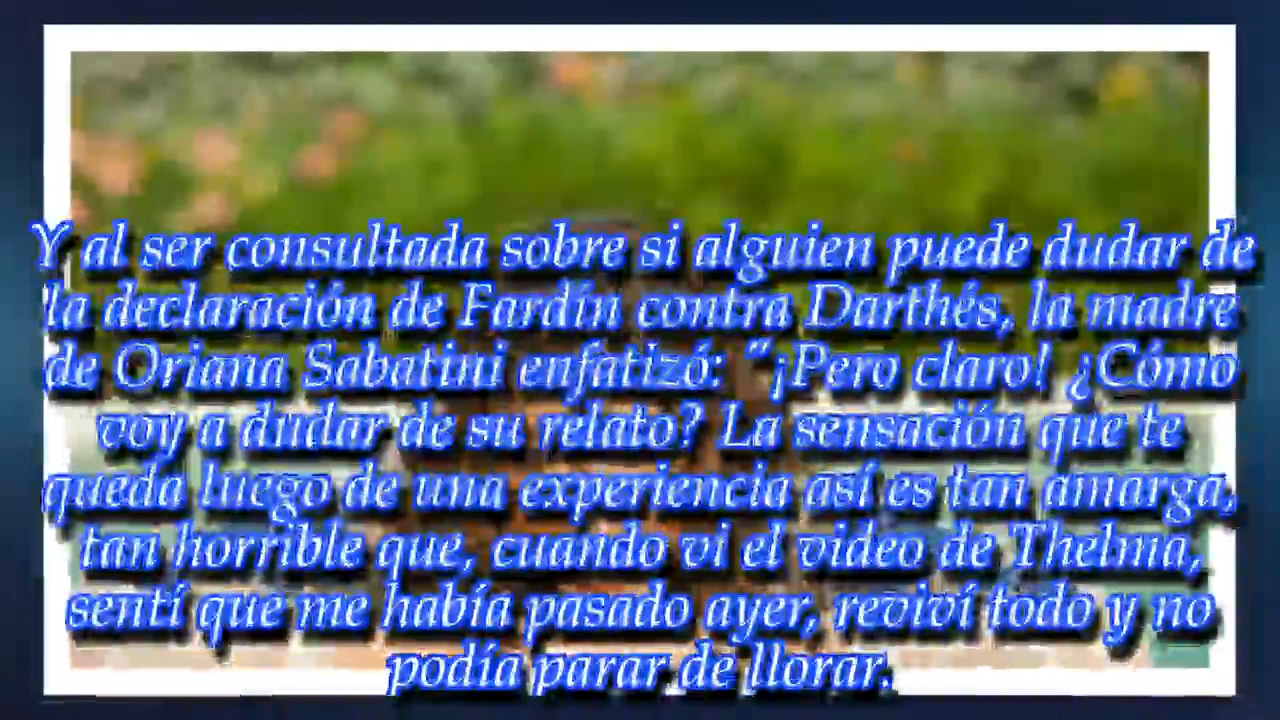 Y al ser consultada sobre si alguien puede dudar de
la declaración de Fardín contra Darthés, la madre
de Oriana Sabatini enfatizó: “¡Pero claro! ¿Cómo
voy a dudar de su relato? La sensación que te
queda luego de una experiencia así es tan amarga,
tan horrible que, cuando vi el video de Thelma,
sentí que me había pasado ayer, reviví todo y no
podía parar de llorar.